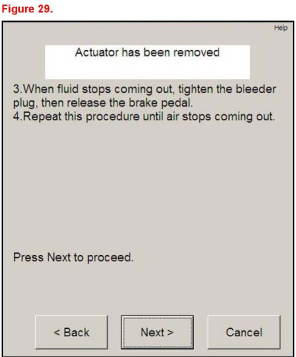 Figure 29.
Help
Actuator has been removed
3.When fluid stops coming out, tighten the bleeder
plug, then release the brake pedal.
4.Repeat this procedure until air stops coming out.
Press Next to proceed.
< Back
Next >
Cancel